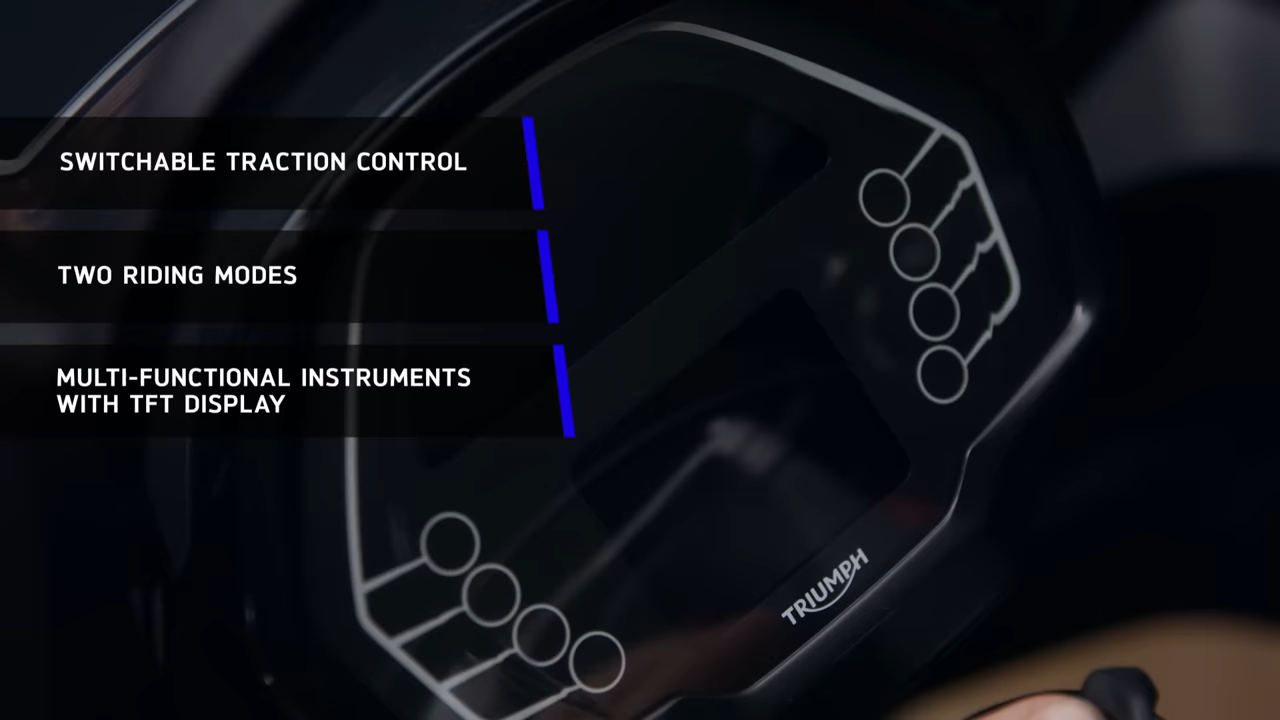 SWITCHABLE TRACTION CONTROL
TWO RIDING MODES
MULTI-FUNCTIONAL INSTRUMENTS
WITH TFT DISPLAY
TRIUMPH